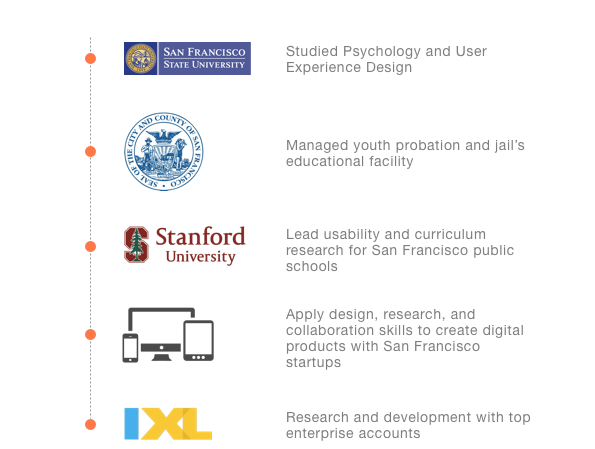 SAN FRANCISCO
STATE UNIVERSITY
Studied Psychology and User
Experience Design
SEAL OF THE CITY AND COUNTY OF SAN FRANCISCO
Managed youth probation and jail's
educational facility
Stanford
University
Lead usability and curriculum
research for San Francisco public
schools
Apply design, research, and
collaboration skills to create digital
products with San Francisco
startups
IXL
Research and development with top
enterprise accounts